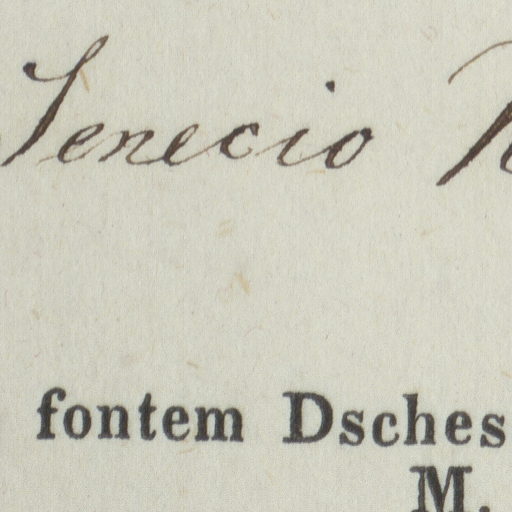 Senecio
fontem Dsches
M.